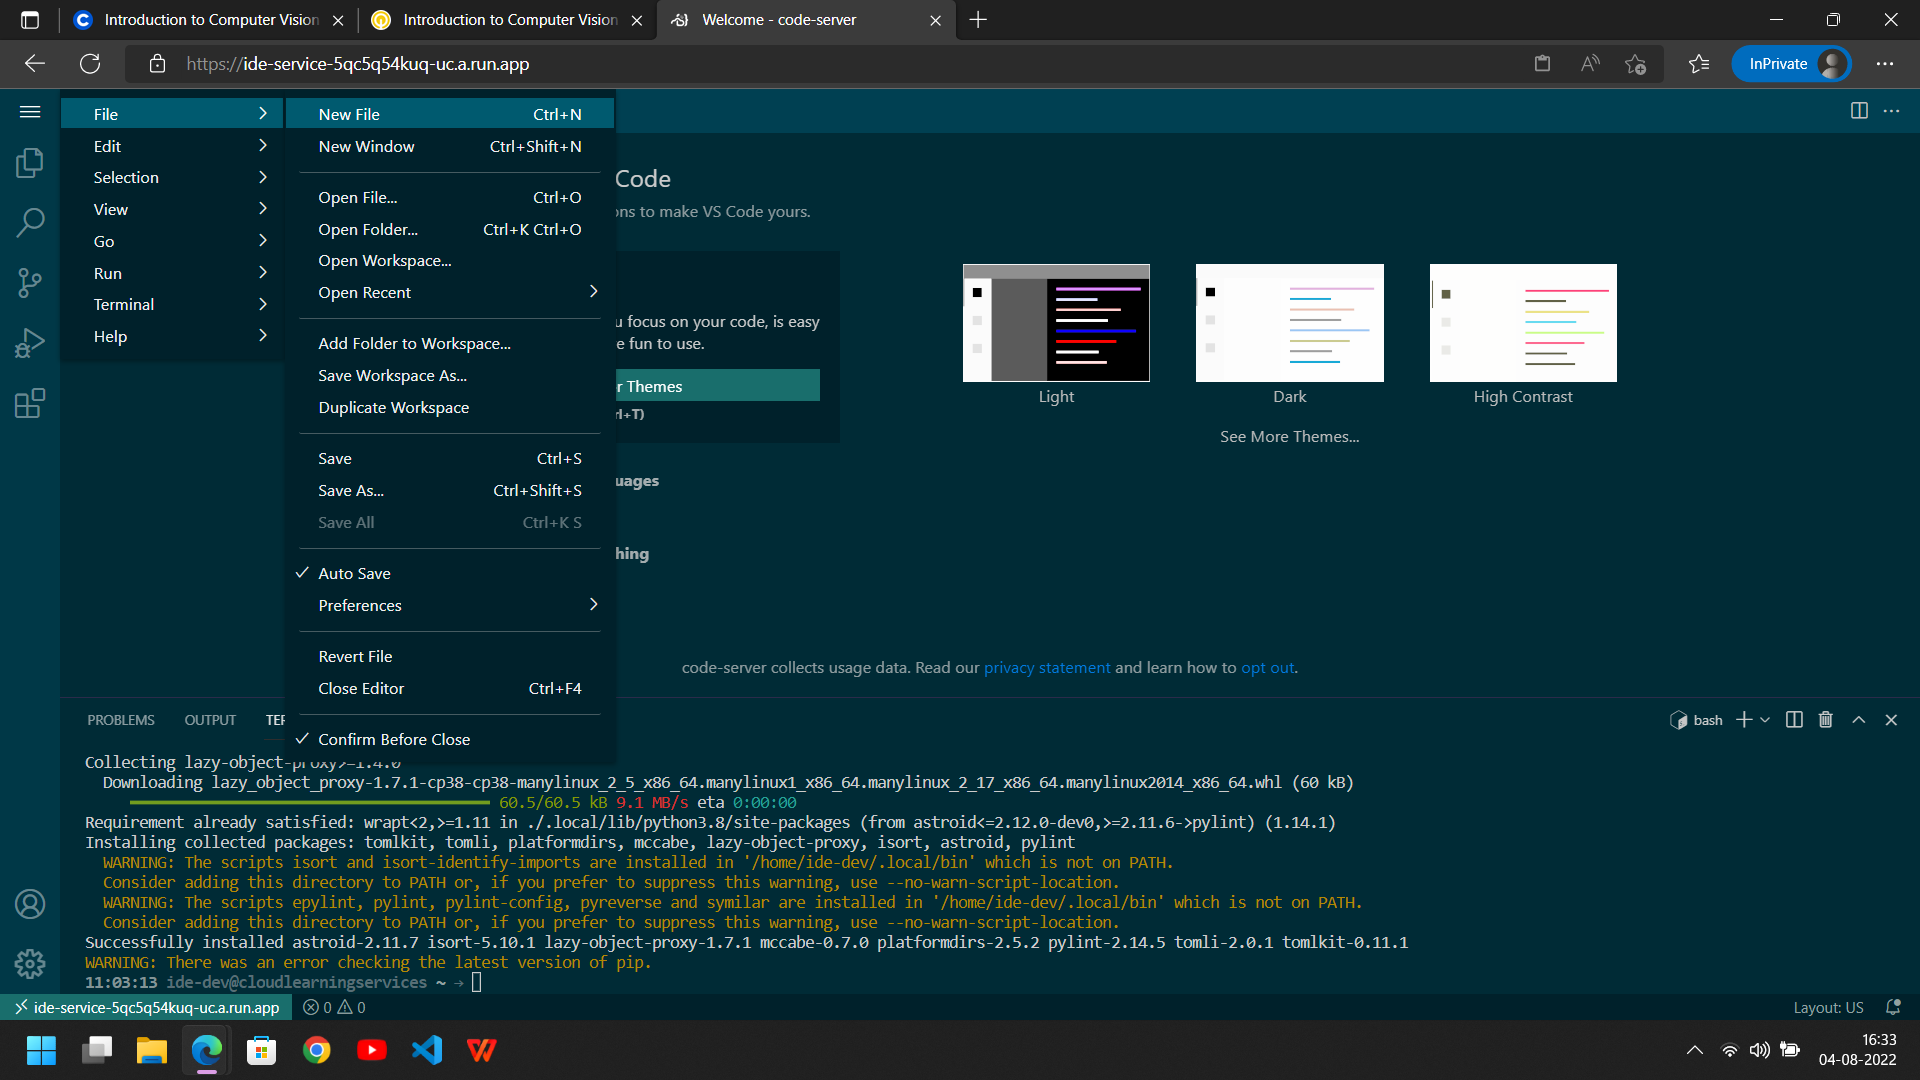 Introduction to Computer Vision
Introduction to Computer Vision
Welcome - code-server
https://ide-service-5qc5q54kuq-uc.a.run.app
InPrivate
File
Edit
Selection
View
Go
Run
Terminal
Help
New File Ctrl+N
New Window Ctrl+Shift+N
Open File... Ctrl+O
Open Folder... Ctrl+K Ctrl+O
Open Workspace...
Open Recent
Add Folder to Workspace...
Save Workspace As...
Duplicate Workspace
Save Ctrl+S
Save As... Ctrl+Shift+S
Save All Ctrl+K S
Auto Save
Preferences
Revert File
Close Editor Ctrl+F4
Confirm Before Close
Code
ons to make VS Code yours.
u focus on your code, is easy
e fun to use.
r Themes
rl+T)
Light
Dark
High Contrast
See More Themes...
uages
hing
code-server collects usage data. Read our privacy statement and learn how to opt out.
PROBLEMS OUTPUT TER
bash
Collecting lazy-object-proxy>=1.4.0
Downloading lazy_object_proxy-1.7.1-cp38-cp38-manylinux_2_5_x86_64.manylinux1_x86_64.manylinux_2_17_x86_64.manylinux2014_x86_64.whl (60 kB)
60.5/60.5 kB 9.1 MB/s eta 0:00:00
Requirement already satisfied: wrapt<2,>=1.11 in ./.local/lib/python3.8/site-packages (from astroid<=2.12.0-dev0,>=2.11.6->pylint) (1.14.1)
Installing collected packages: tomlkit, tomli, platformdirs, mccabe, lazy-object-proxy, isort, astroid, pylint
WARNING: The scripts isort and isort-identify-imports are installed in '/home/ide-dev/.local/bin' which is not on PATH.
Consider adding this directory to PATH or, if you prefer to suppress this warning, use --no-warn-script-location.
WARNING: The scripts epylint, pylint, pylint-config, pyreverse and symilar are installed in '/home/ide-dev/.local/bin' which is not on PATH.
Consider adding this directory to PATH or, if you prefer to suppress this warning, use --no-warn-script-location.
Successfully installed astroid-2.11.7 isort-5.10.1 lazy-object-proxy-1.7.1 mccabe-0.7.0 platformdirs-2.5.2 pylint-2.14.5 tomli-2.0.1 tomlkit-0.11.1
WARNING: There was an error checking the latest version of pip.
11:03:13 ide-dev@cloudlearningservices ~ →
ide-service-5qc5q54kuq-uc.a.run.app 0 0
Layout: US
16:33
04-08-2022